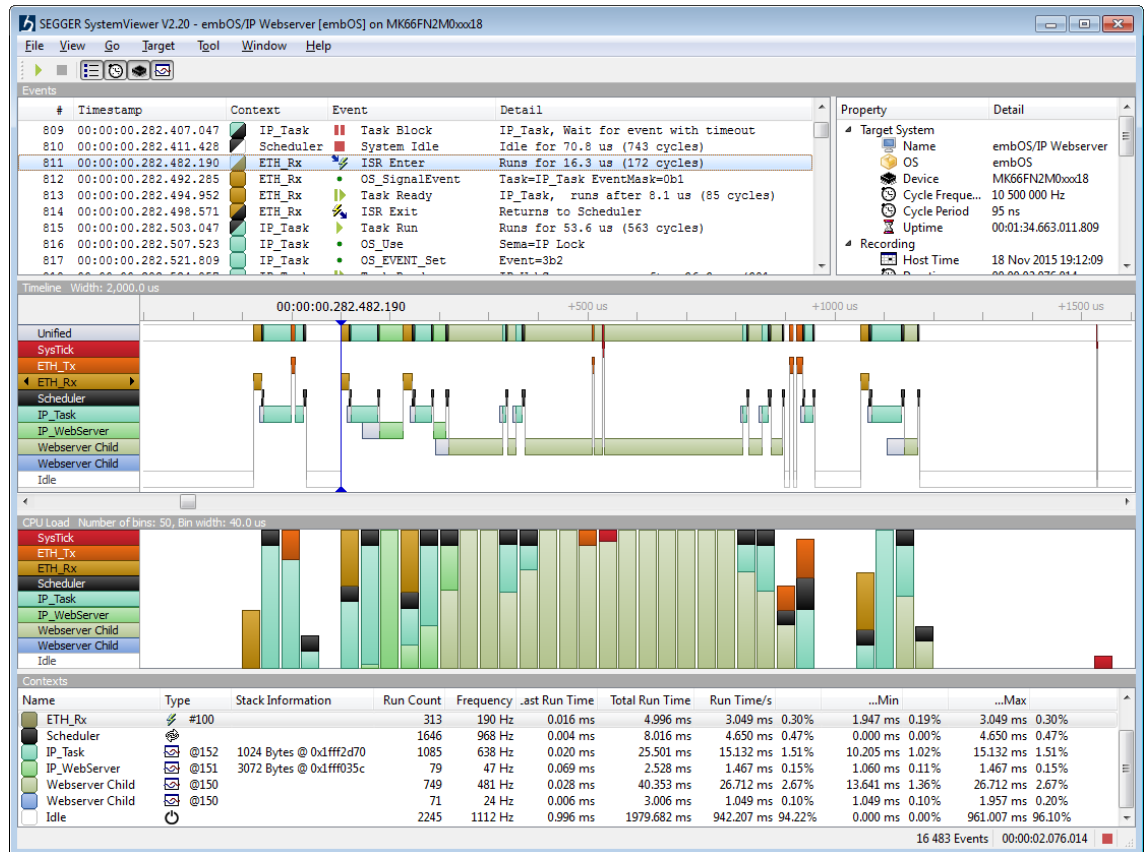 SEGGER SystemViewer V2.20 - embOS/IP Webserver [embOS] on MK66FN2M0xxx18
File View Go Target Tool Window Help
Events
# Timestamp Context Event Detail
809 00:00:00.282.407.047 IP_Task Task Block IP_Task, Wait for event with timeout
810 00:00:00.282.411.428 Scheduler System Idle Idle for 70.8 us (743 cycles)
811 00:00:00.282.482.190 ETH_Rx ISR Enter Runs for 16.3 us (172 cycles)
812 00:00:00.282.492.285 ETH_Rx OS_SignalEvent Task=IP_Task EventMask=0b1
813 00:00:00.282.494.952 ETH_Rx Task Ready IP_Task, runs after 8.1 us (85 cycles)
814 00:00:00.282.498.571 ETH_Rx ISR Exit Returns to Scheduler
815 00:00:00.282.503.047 IP_Task Task Run Runs for 53.6 us (563 cycles)
816 00:00:00.282.507.523 IP_Task OS_Use Sema=IP Lock
817 00:00:00.282.521.809 IP_Task OS_EVENT_Set Event=3b2
Property Detail
Target System
Name embOS/IP Webserver
OS embOS
Device MK66FN2M0xxx18
Cycle Freque... 10 500 000 Hz
Cycle Period 95 ns
Uptime 00:01:34.663.011.809
Recording
Host Time 18 Nov 2015 19:12:09
Timeline Width: 2,000.0 us
00:00:00.282.482.190 +500 us +1000 us +1500 us
Unified
SysTick
ETH_Tx
ETH_Rx
Scheduler
IP_Task
IP_WebServer
Webserver Child
Webserver Child
Idle
CPU Load Number of bins: 50, Bin width: 40.0 us
SysTick
ETH_Tx
ETH_Rx
Scheduler
IP_Task
IP_WebServer
Webserver Child
Webserver Child
Idle
Contexts
Name Type Stack Information Run Count Frequency .ast Run Time Total Run Time Run Time/s ...Min ...Max
ETH_Rx #100 313 190 Hz 0.016 ms 4.996 ms 3.049 ms 0.30% 1.947 ms 0.19% 3.049 ms 0.30%
Scheduler 1646 968 Hz 0.004 ms 8.016 ms 4.650 ms 0.47% 0.000 ms 0.00% 4.650 ms 0.47%
IP_Task @152 1024 Bytes @ 0x1fff2d70 1085 638 Hz 0.020 ms 25.501 ms 15.132 ms 1.51% 10.205 ms 1.02% 15.132 ms 1.51%
IP_WebServer @151 3072 Bytes @ 0x1fff035c 79 47 Hz 0.069 ms 2.528 ms 1.467 ms 0.15% 1.060 ms 0.11% 1.467 ms 0.15%
Webserver Child @150 749 481 Hz 0.028 ms 40.353 ms 26.712 ms 2.67% 13.641 ms 1.36% 26.712 ms 2.67%
Webserver Child @150 71 24 Hz 0.006 ms 3.006 ms 1.049 ms 0.10% 1.049 ms 0.10% 1.957 ms 0.20%
Idle 2245 1112 Hz 0.996 ms 1979.682 ms 942.207 ms 94.22% 0.000 ms 0.00% 961.007 ms 96.10%
16 483 Events 00:00:02.076.014